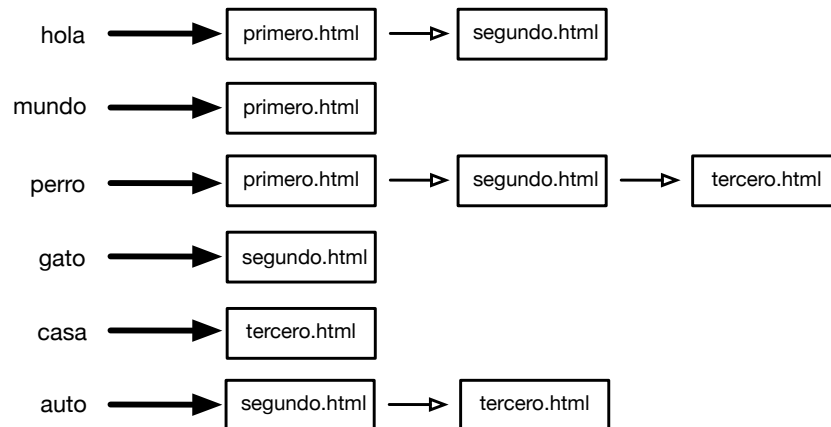 hola primero.html segundo.html
mundo primero.html
perro primero.html segundo.html tercero.html
gato segundo.html
casa tercero.html
auto segundo.html tercero.html